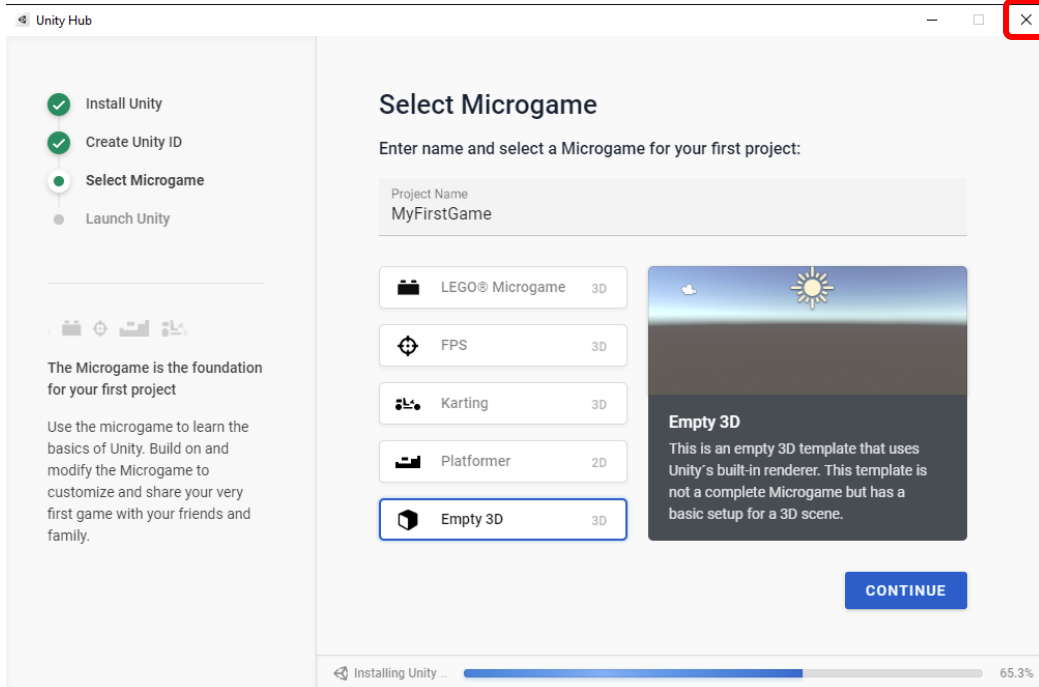 Unity Hub
Install Unity
Create Unity ID
Select Microgame
Launch Unity
The Microgame is the foundation
for your first project
Use the microgame to learn the
basics of Unity. Build on and
modify the Microgame to
customize and share your very
first game with your friends and
family.
Select Microgame
Enter name and select a Microgame for your first project:
Project Name
MyFirstGame
LEGO® Microgame 3D
FPS 3D
Karting 3D
Platformer 2D
Empty 3D 3D
Empty 3D
This is an empty 3D template that uses
Unity´s built-in renderer. This template is
not a complete Microgame but has a
basic setup for a 3D scene.
CONTINUE
Installing Unity... 65.3%